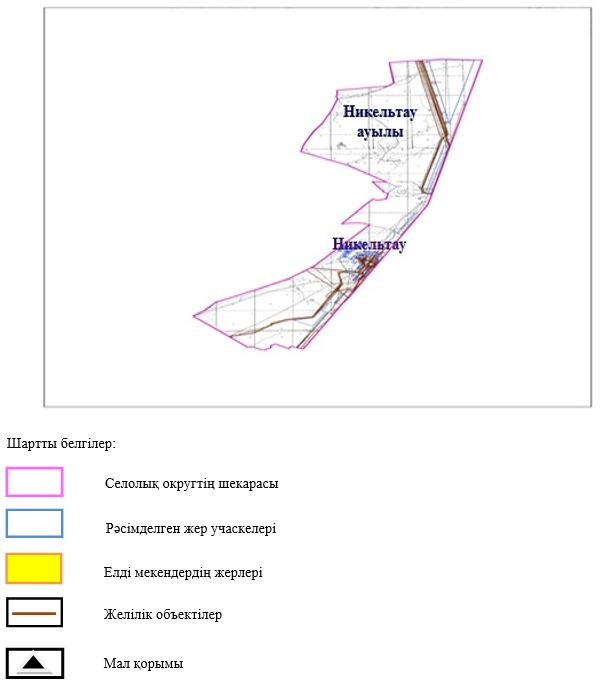 Никельтау
ауылы
Никельтау
Шартты белгілер:
Селолық округтің шекарасы
Рәсімделген жер учаскелері
Елді мекендердің жерлері
Желілік объектілер
Мал қорымы